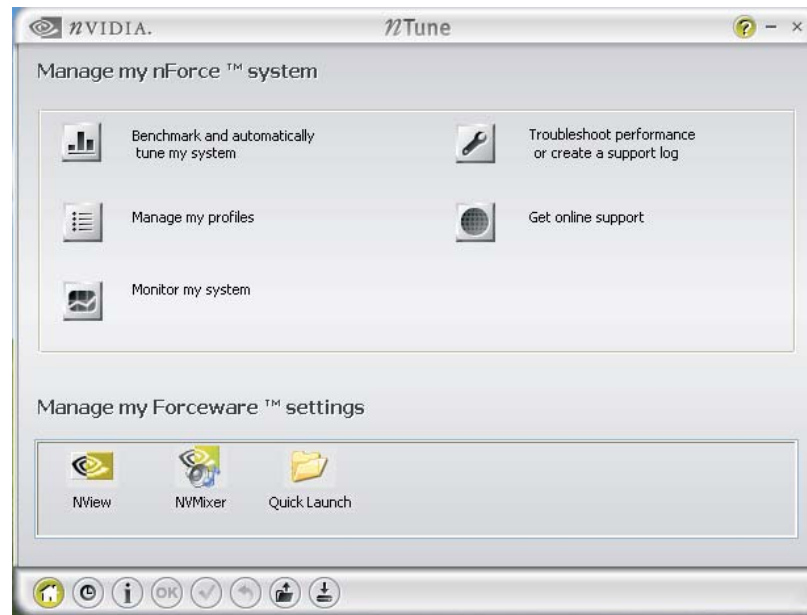 nVIDIA.
nTune
? – ×
Manage my nForce ™ system
Benchmark and automatically
tune my system
Troubleshoot performance
or create a support log
Manage my profiles
Get online support
Monitor my system
Manage my Forceware ™ settings
NView
NVMixer
Quick Launch
i
OK